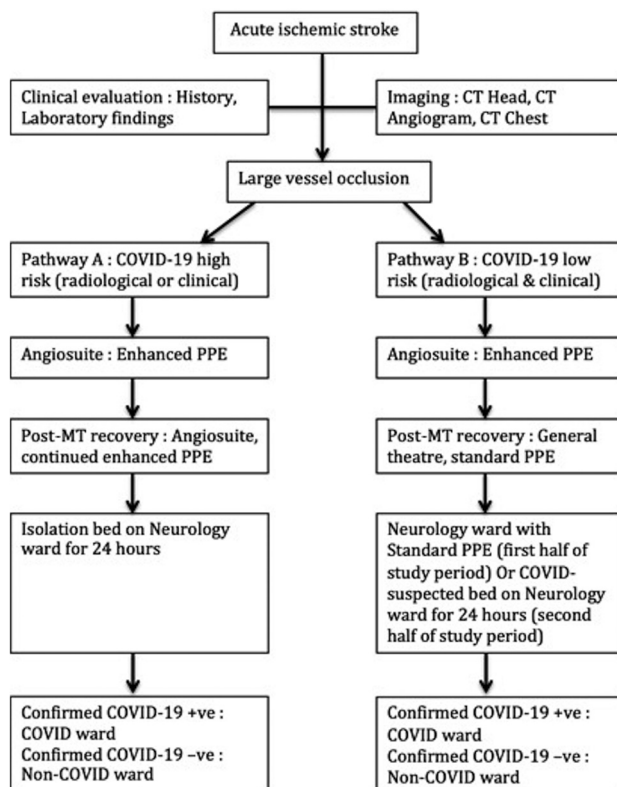 Acute ischemic stroke
Clinical evaluation : History,
Laboratory findings
Imaging : CT Head, CT
Angiogram, CT Chest
Large vessel occlusion
Pathway A : COVID-19 high
risk (radiological or clinical)
Pathway B : COVID-19 low
risk (radiological & clinical)
Angiosuite : Enhanced PPE
Angiosuite : Enhanced PPE
Post-MT recovery : Angiosuite,
continued enhanced PPE
Post-MT recovery : General
theatre, standard PPE
Isolation bed on Neurology
ward for 24 hours
Neurology ward with
Standard PPE (first half of
study period) Or COVID-
suspected bed on Neurology
ward for 24 hours (second
half of study period)
Confirmed COVID-19 +ve :
COVID ward
Confirmed COVID-19 –ve :
Non-COVID ward
Confirmed COVID-19 +ve :
COVID ward
Confirmed COVID-19 –ve :
Non-COVID ward